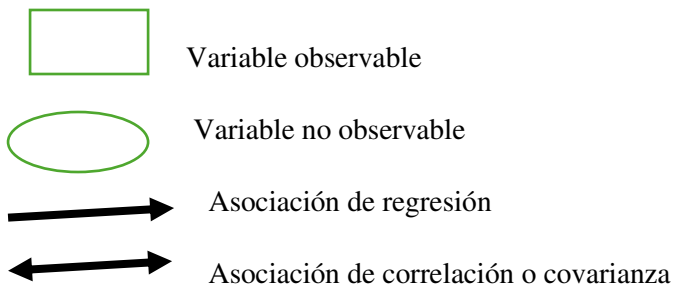 Variable observable
Variable no observable
Asociación de regresión
Asociación de correlación o covarianza